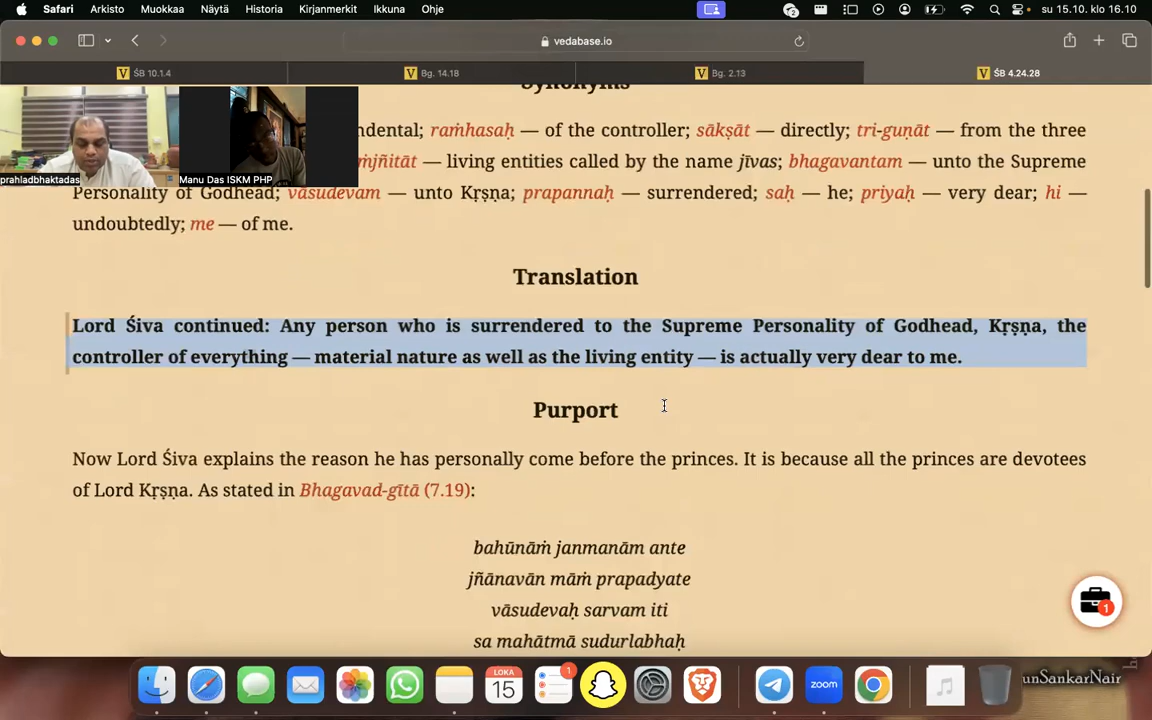 Safari Arkisto Muokkaa Näytä Historia Kirjanmerkit Ikkuna Ohje su 15.10. klo 16.10
vedabase.io
V ŚB 10.1.4 V Bg. 14.18 V Bg. 2.13 V ŚB 4.24.28
Synonyms
ndental; raṁhasaḥ — of the controller; sākṣāt — directly; tri-guṇāt — from the three
ṁjñitāt — living entities called by the name jīvas; bhagavantam — unto the Supreme
prahladbhaktadas Manu Das ISKM PHP
Personality of Godhead; vāsudevam — unto Kṛṣṇa; prapannaḥ — surrendered; saḥ — he; priyaḥ — very dear; hi —
undoubtedly; me — of me.
Translation
Lord Śiva continued: Any person who is surrendered to the Supreme Personality of Godhead, Kṛṣṇa, the
controller of everything — material nature as well as the living entity — is actually very dear to me.
Purport
Now Lord Śiva explains the reason he has personally come before the princes. It is because all the princes are devotees
of Lord Kṛṣṇa. As stated in Bhagavad-gītā (7.19):
bahūnāṁ janmanām ante
jñānavān māṁ prapadyate
vāsudevaḥ sarvam iti
sa mahātmā sudurlabhaḥ
1
LOKA
15
1
zoom
unSankarNair